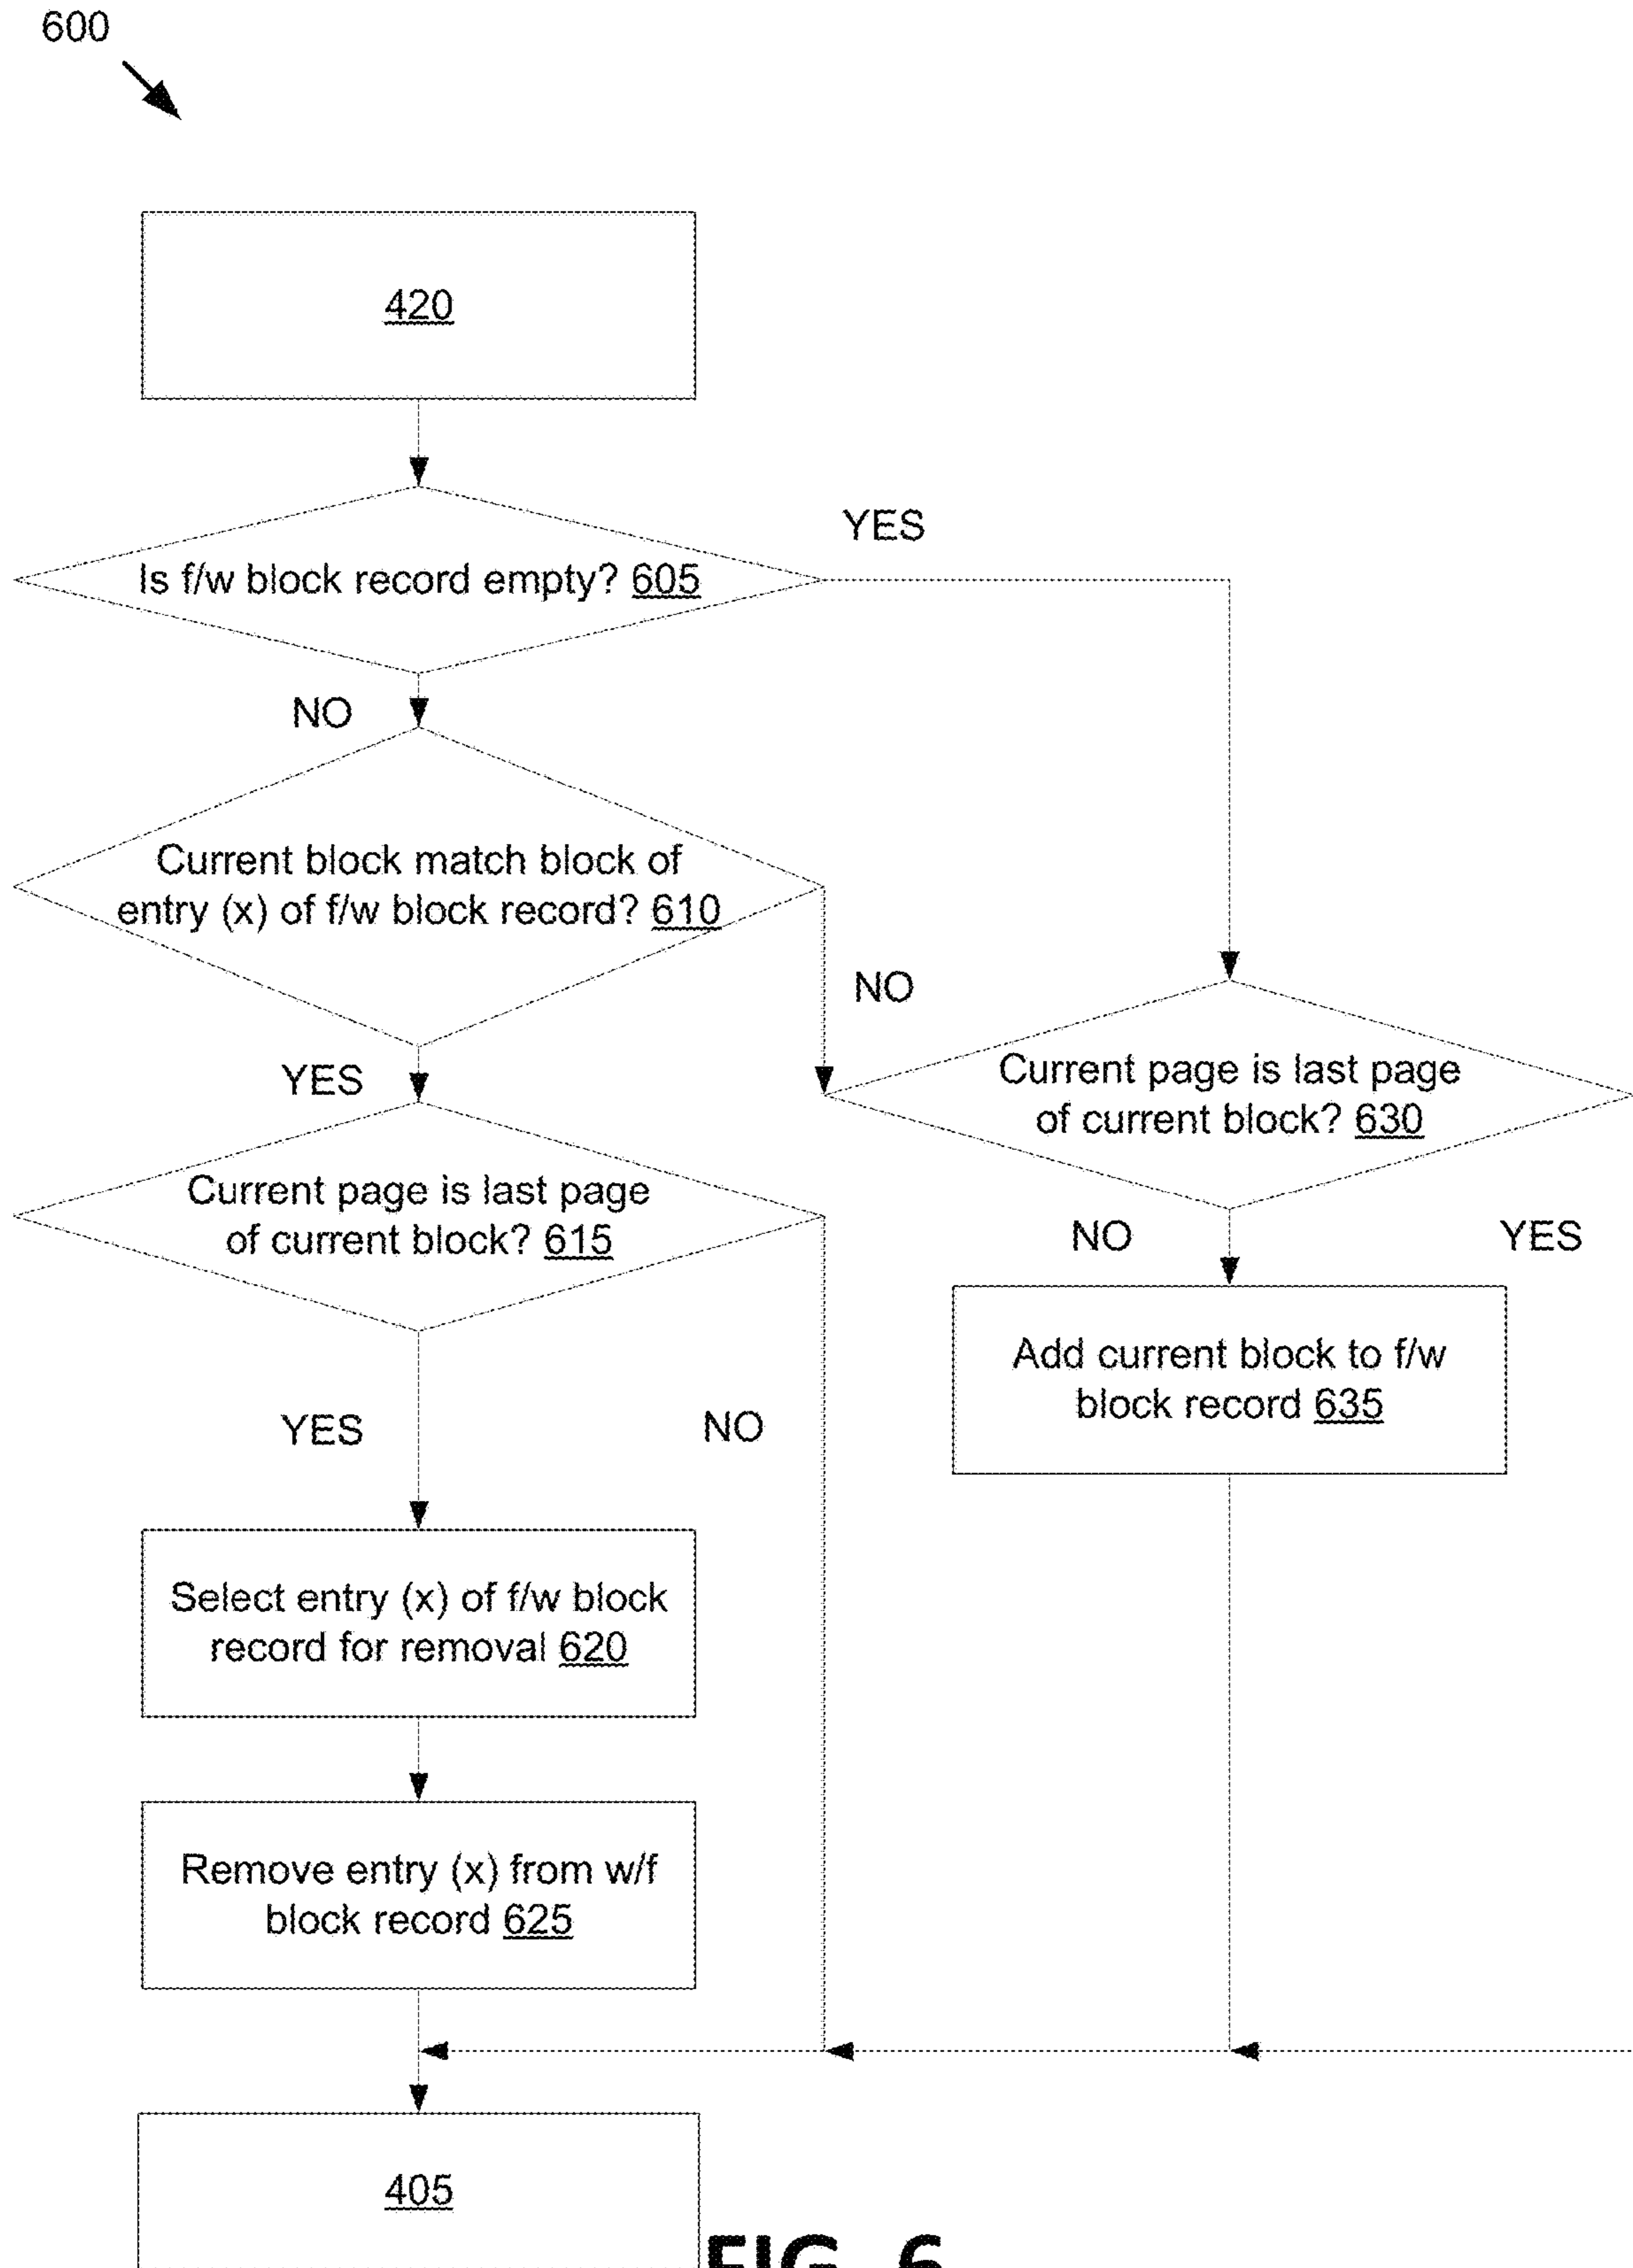 600
420
YES
Is f/w block record empty? 605
NO
Current block match block of
entry (x) of f/w block record? 610
NO
YES
Current page is last page
of current block? 630
Current page is last page
of current block? 615
NO
YES
Add current block to f/w
block record 635
YES
NO
Select entry (x) of f/w block
record for removal 620
Remove entry (x) from w/f
block record 625
405
FIG. 6